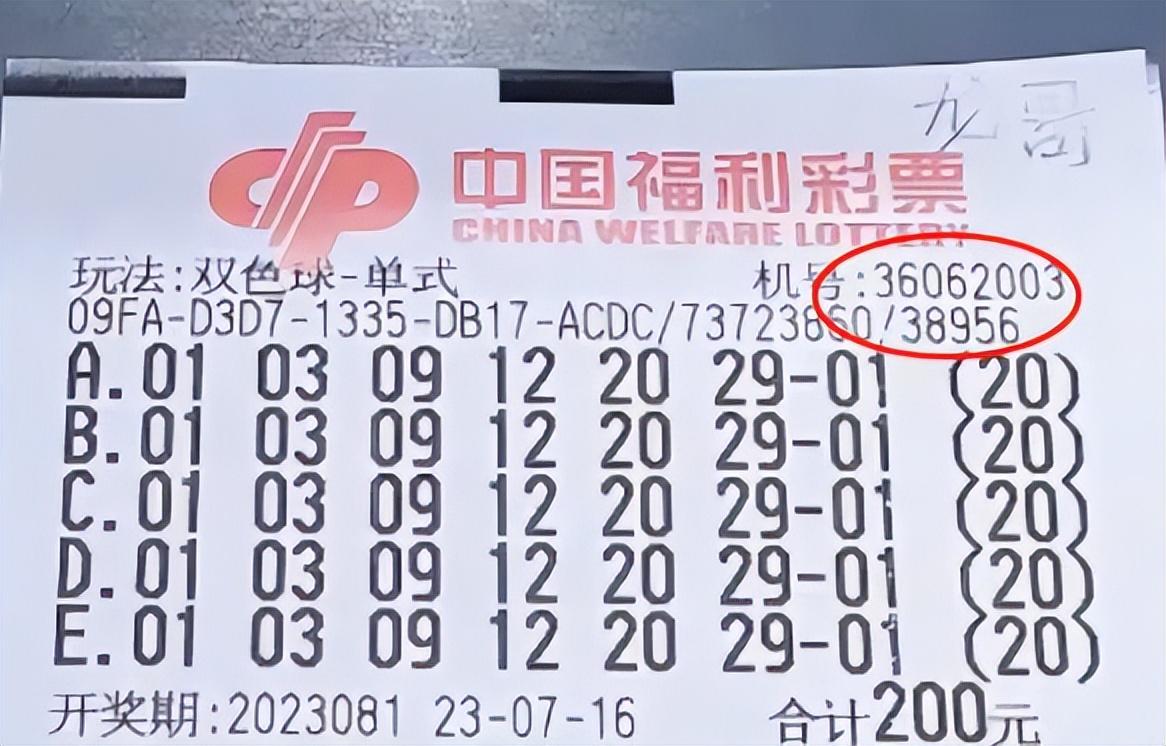 龙哥
中国福利彩票
CHINA WELFARE LOTTERY
玩法:双色球-单式 机号:36062003
09FA-D3D7-1335-DB17-ACDC/73723860/38956
A.01 03 09 12 20 29-01 (20)
B.01 03 09 12 20 29-01 (20)
C.01 03 09 12 20 29-01 (20)
D.01 03 09 12 20 29-01 (20)
E.01 03 09 12 20 29-01 (20)
开奖期:2023081 23-07-16 合计200元